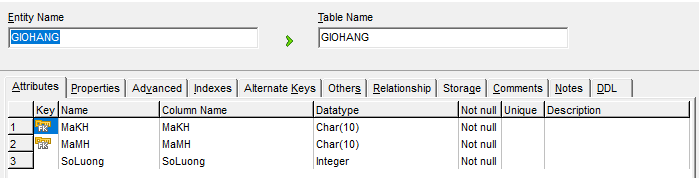 Entity Name Table Name
GIOHANG GIOHANG
Attributes Properties Advanced Indexes Alternate Keys Others Relationship Storage Comments Notes DDL
Key Name Column Name Datatype Not null Unique Description
1 MaKH MaKH Char(10) Not null
2 MaMH MaMH Char(10) Not null
3 SoLuong SoLuong Integer Not null